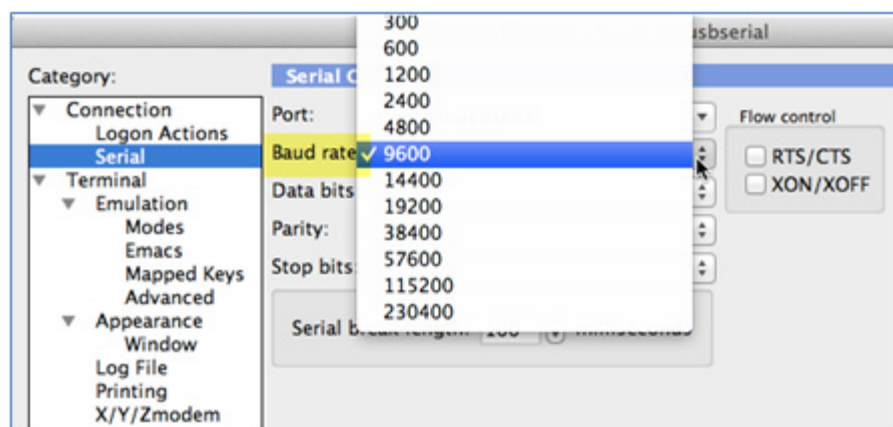 usbserial
Category:
Connection
Logon Actions
Serial
Terminal
Emulation
Modes
Emacs
Mapped Keys
Advanced
Appearance
Window
Log File
Printing
X/Y/Zmodem
Serial
Port:
Baud rate ✓ 9600
Data bits
Parity:
Stop bits:
300
600
1200
2400
4800
14400
19200
38400
57600
115200
230400
Serial
Flow control
RTS/CTS
XON/XOFF